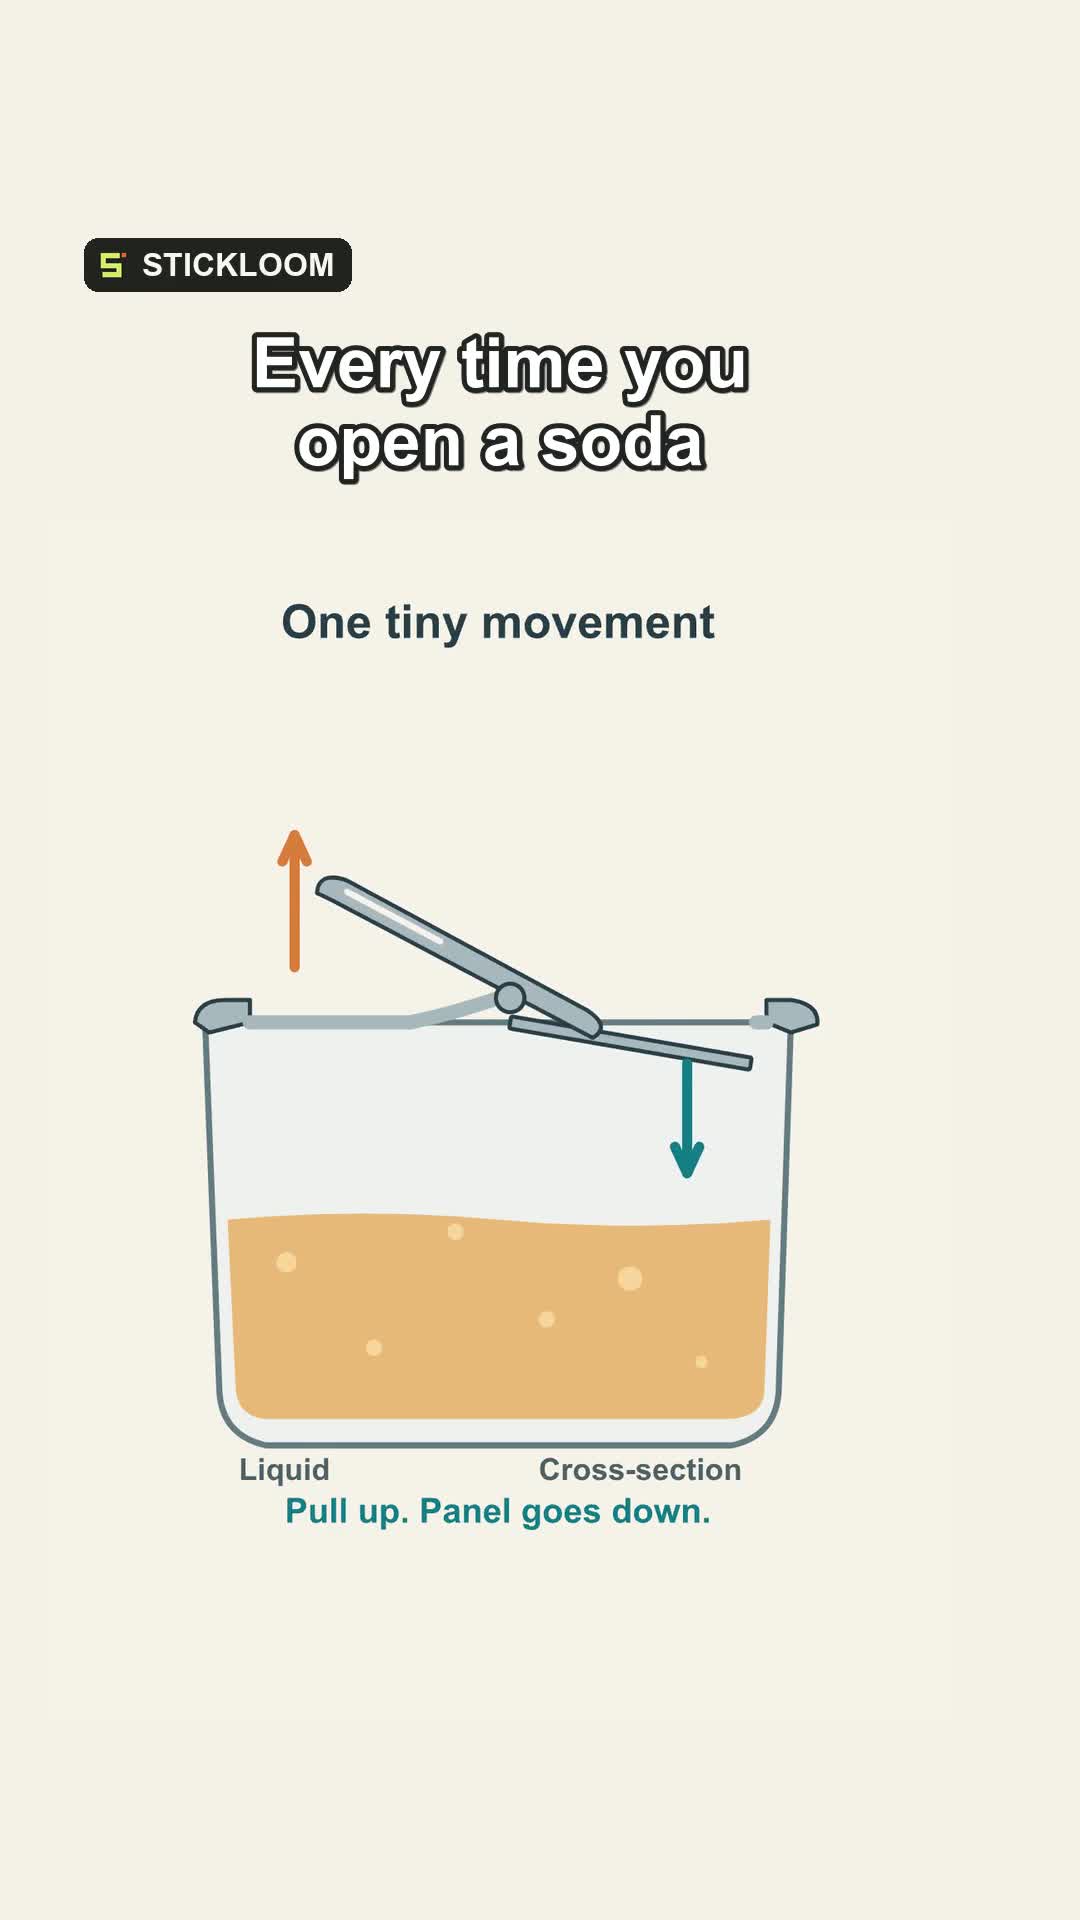 STICKLOOM
Every time you
open a soda
One tiny movement
Liquid
Cross-section
Pull up. Panel goes down.